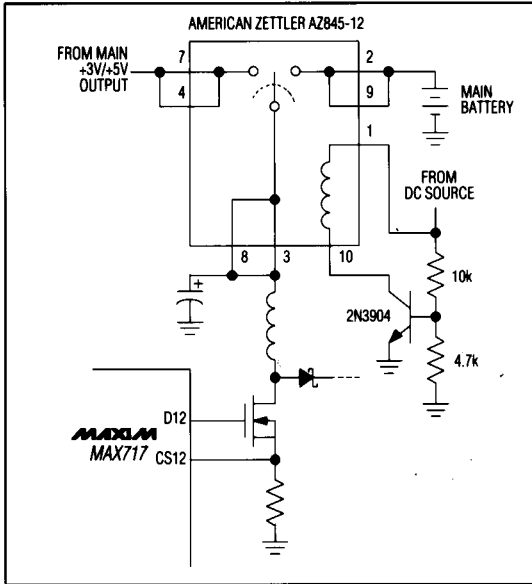 AMERICAN ZETTLER AZ845-12
FROM MAIN
+3V/+5V
OUTPUT
7
4
2
9
MAIN
BATTERY
1
FROM
DC SOURCE
8
3
10
+
10k
2N3904
4.7k
D12
MAXIM
MAX717
CS12